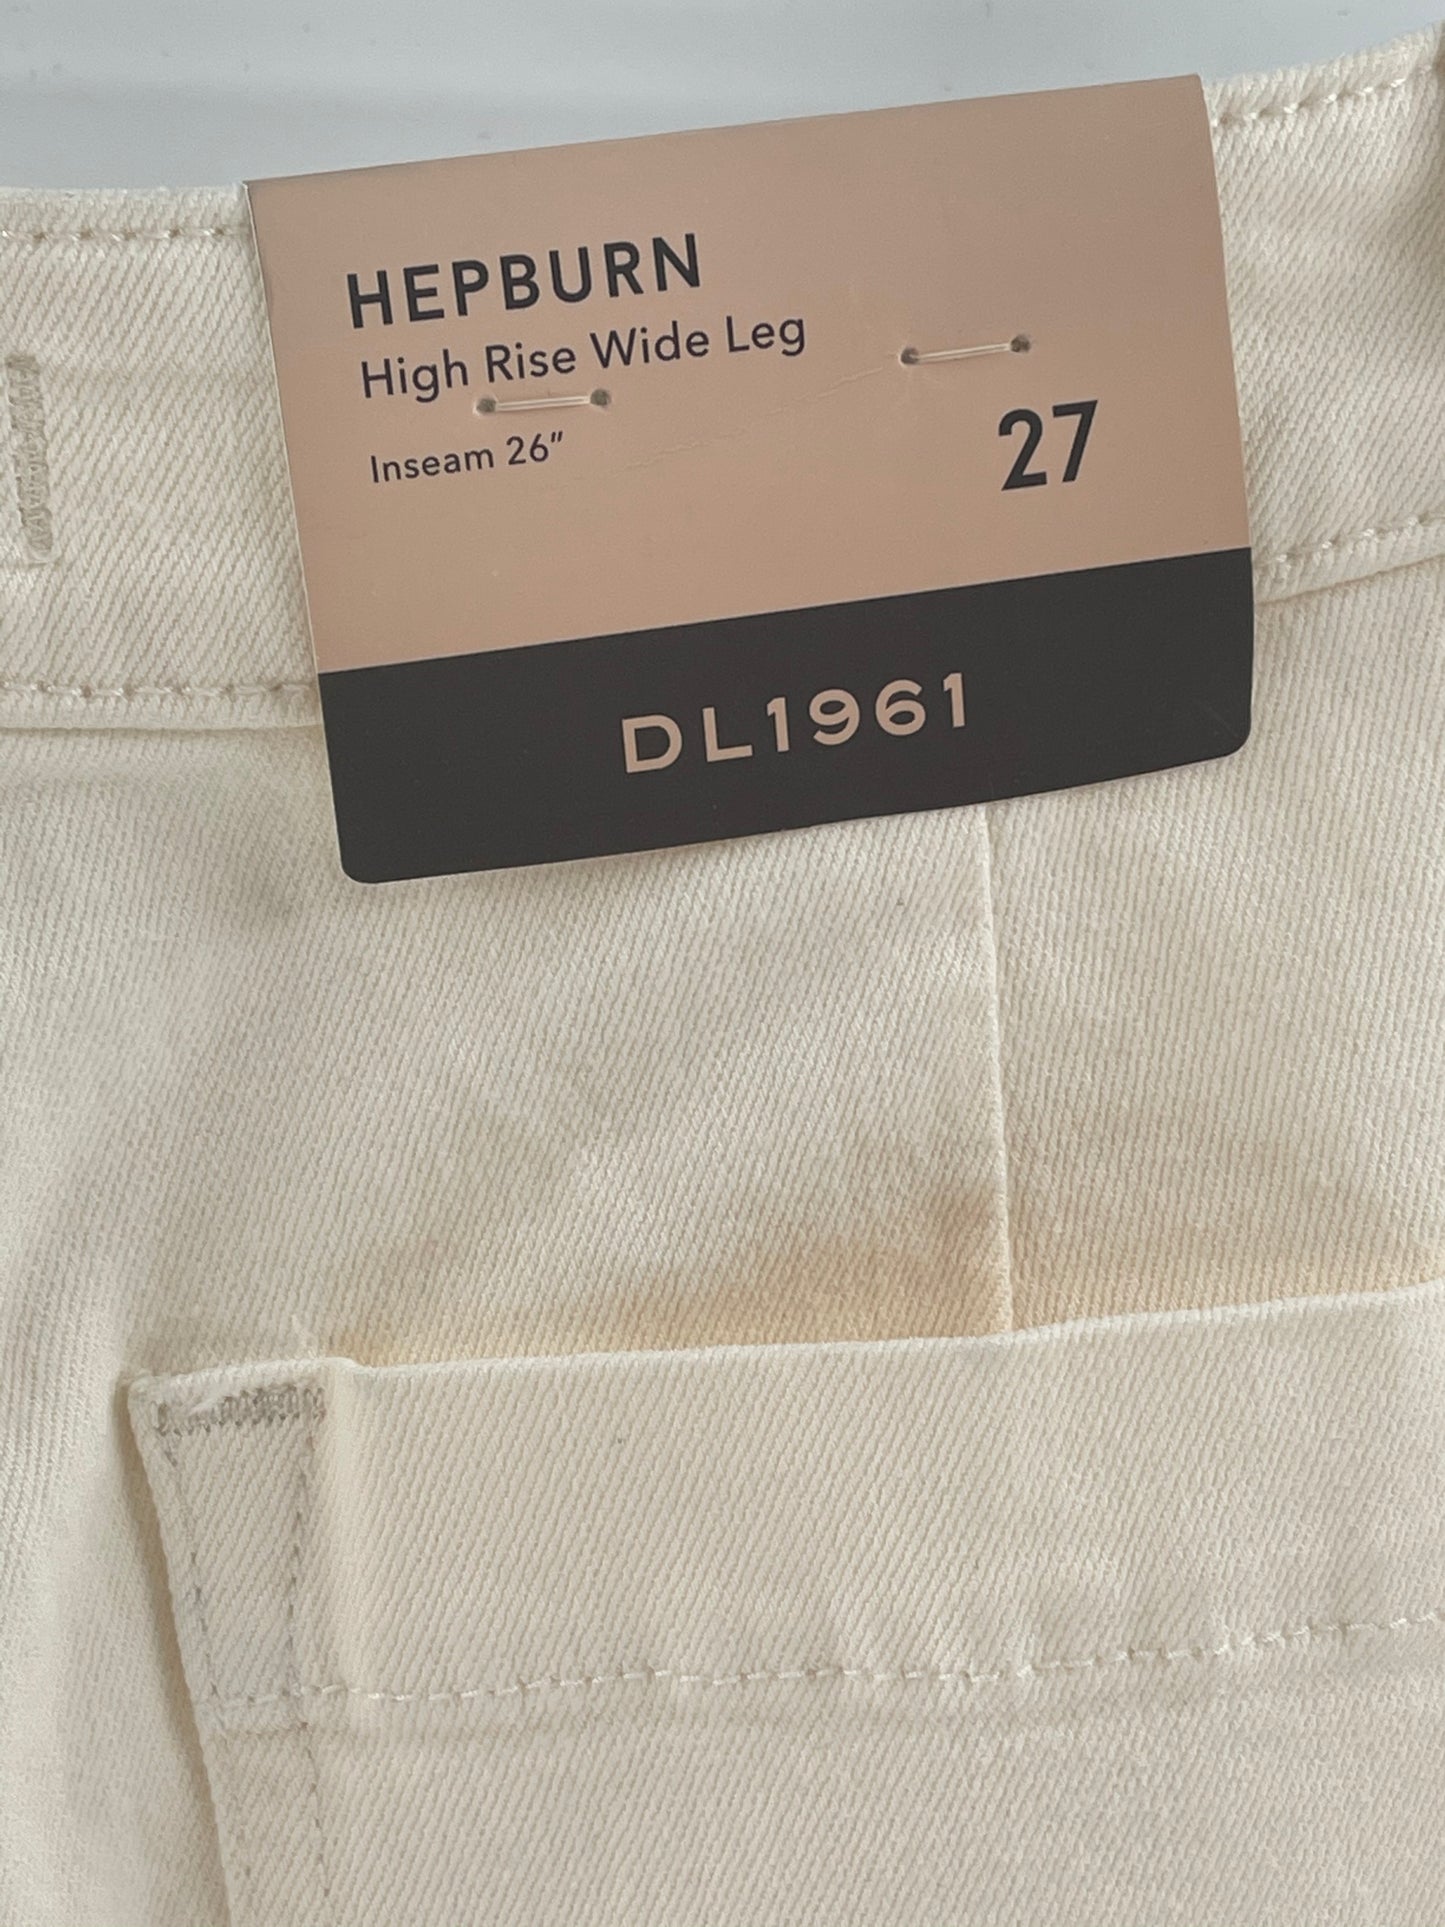 HEPBURN
High Rise Wide Leg
Inseam 26"
27
DL1961